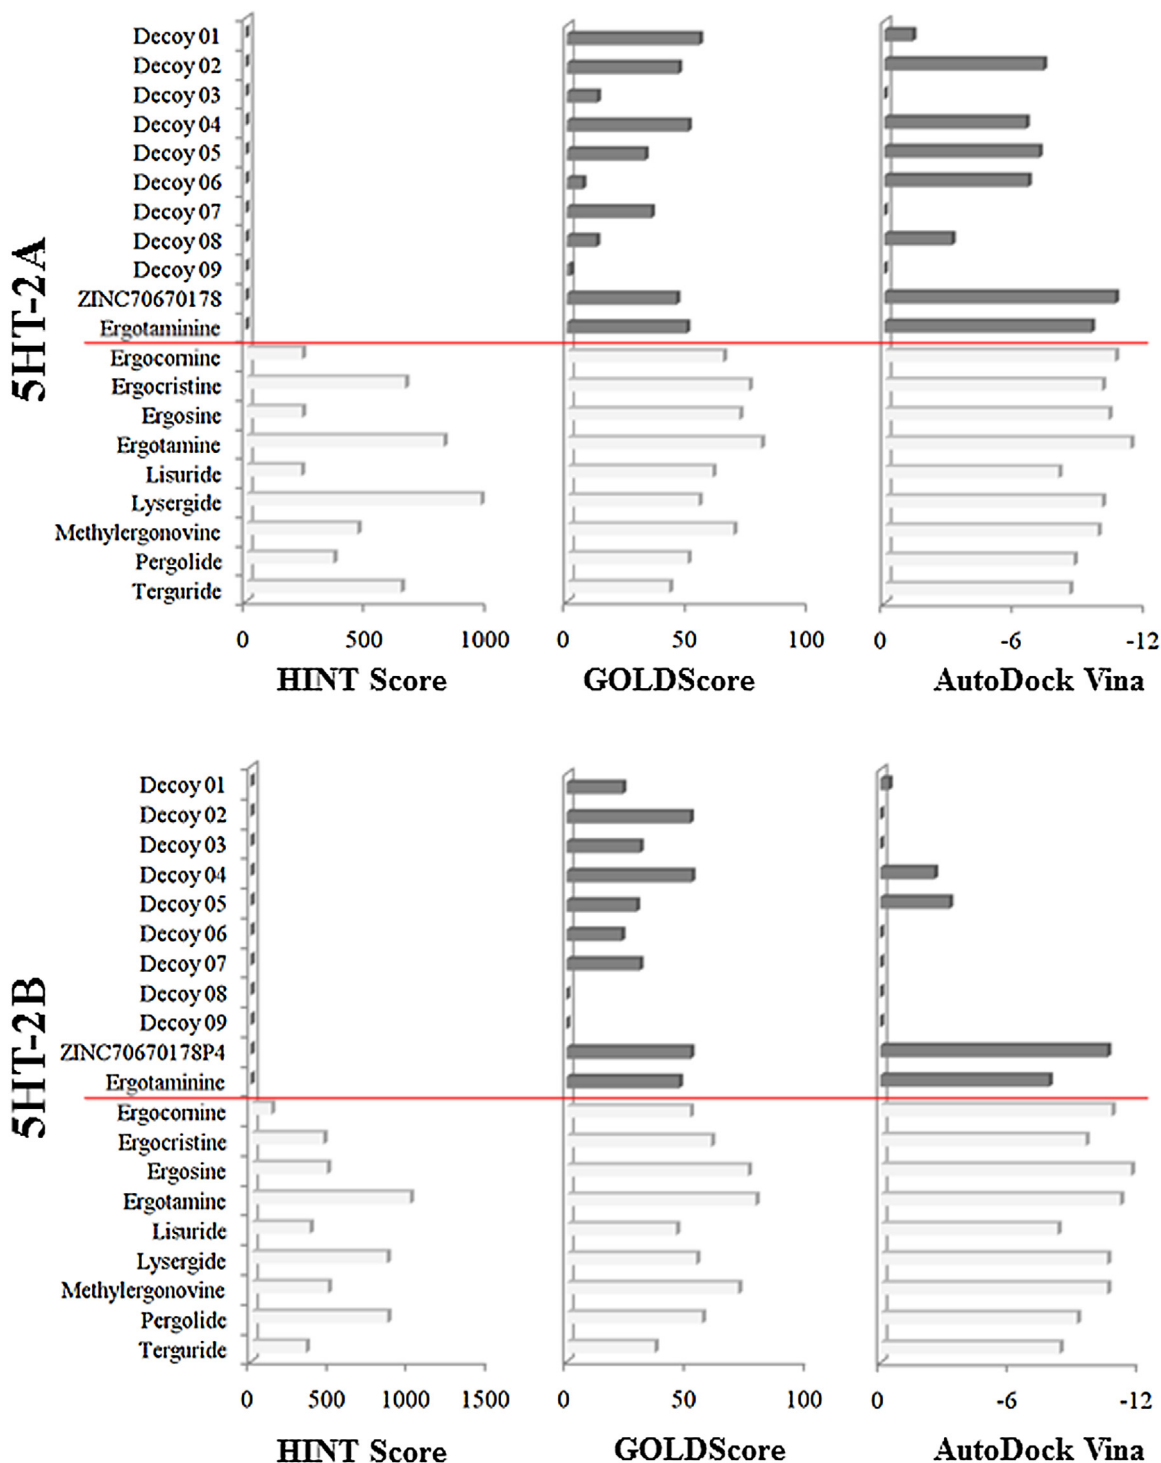 5HT-2A
Decoy 01
Decoy 02
Decoy 03
Decoy 04
Decoy 05
Decoy 06
Decoy 07
Decoy 08
Decoy 09
ZINC70670178
Ergotaminine
Ergocornine
Ergocristine
Ergosine
Ergotamine
Lisuride
Lysergide
Methylergonovine
Pergolide
Terguride
0 500 1000
0 50 100
0 -6 -12
HINT Score
GOLDScore
AutoDock Vina
5HT-2B
Decoy 01
Decoy 02
Decoy 03
Decoy 04
Decoy 05
Decoy 06
Decoy 07
Decoy 08
Decoy 09
ZINC70670178P4
Ergotaminine
Ergocornine
Ergocristine
Ergosine
Ergotamine
Lisuride
Lysergide
Methylergonovine
Pergolide
Terguride
0 500 1000 1500
0 50 100
0 -6 -12
HINT Score
GOLDScore
AutoDock Vina